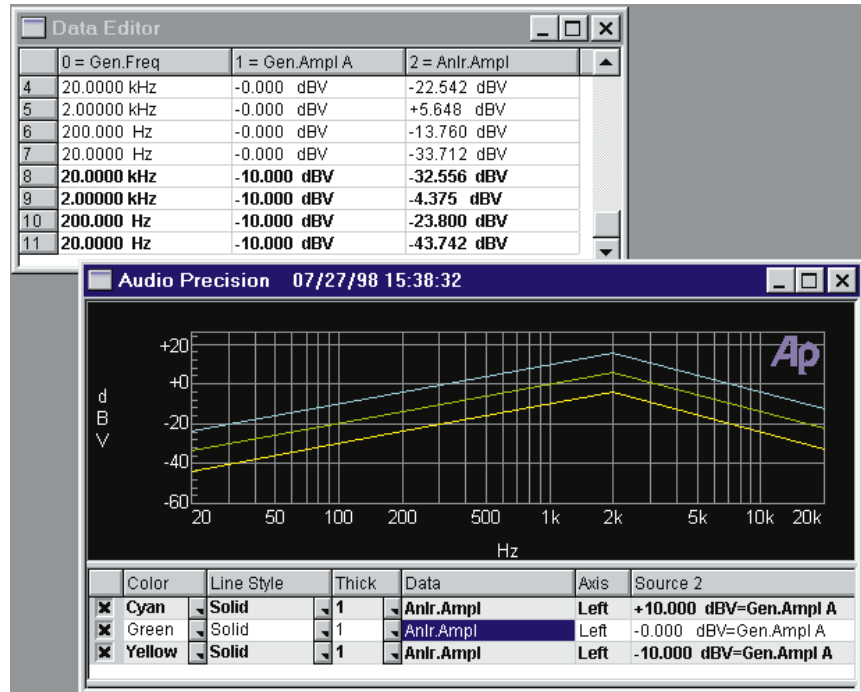 Data Editor
0 = Gen.Freq 1 = Gen.Ampl A 2 = Anlr.Ampl
4 20.0000 kHz -0.000 dBV -22.542 dBV
5 2.00000 kHz -0.000 dBV +5.648 dBV
6 200.000 Hz -0.000 dBV -13.760 dBV
7 20.0000 Hz -0.000 dBV -33.712 dBV
8 20.0000 kHz -10.000 dBV -32.556 dBV
9 2.00000 kHz -10.000 dBV -4.375 dBV
10 200.000 Hz -10.000 dBV -23.800 dBV
11 20.0000 Hz -10.000 dBV -43.742 dBV
Audio Precision 07/27/98 15:38:32
Ap
+20
+0
-20
-40
-60
d
B
V
20 50 100 200 500 1k 2k 5k 10k 20k
Hz
Color Line Style Thick Data Axis Source 2
Cyan Solid 1 Anlr.Ampl Left +10.000 dBV=Gen.Ampl A
Green Solid 1 Anlr.Ampl Left -0.000 dBV=Gen.Ampl A
Yellow Solid 1 Anlr.Ampl Left -10.000 dBV=Gen.Ampl A